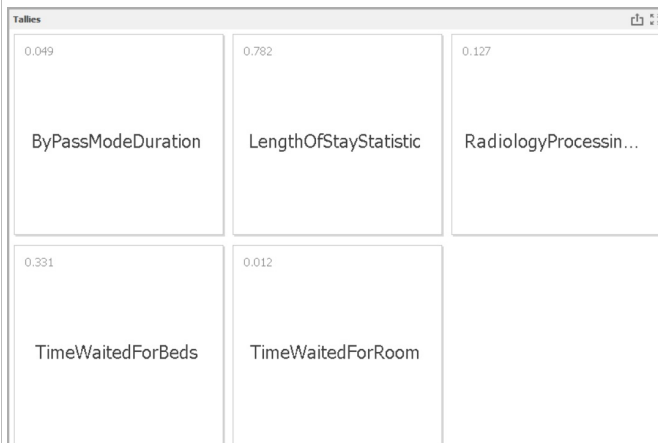 Tallies
0.049
0.782
0.127
ByPassModeDuration
LengthOfStayStatistic
RadiologyProcessin...
0.331
0.012
TimeWaitedForBeds
TimeWaitedForRoom